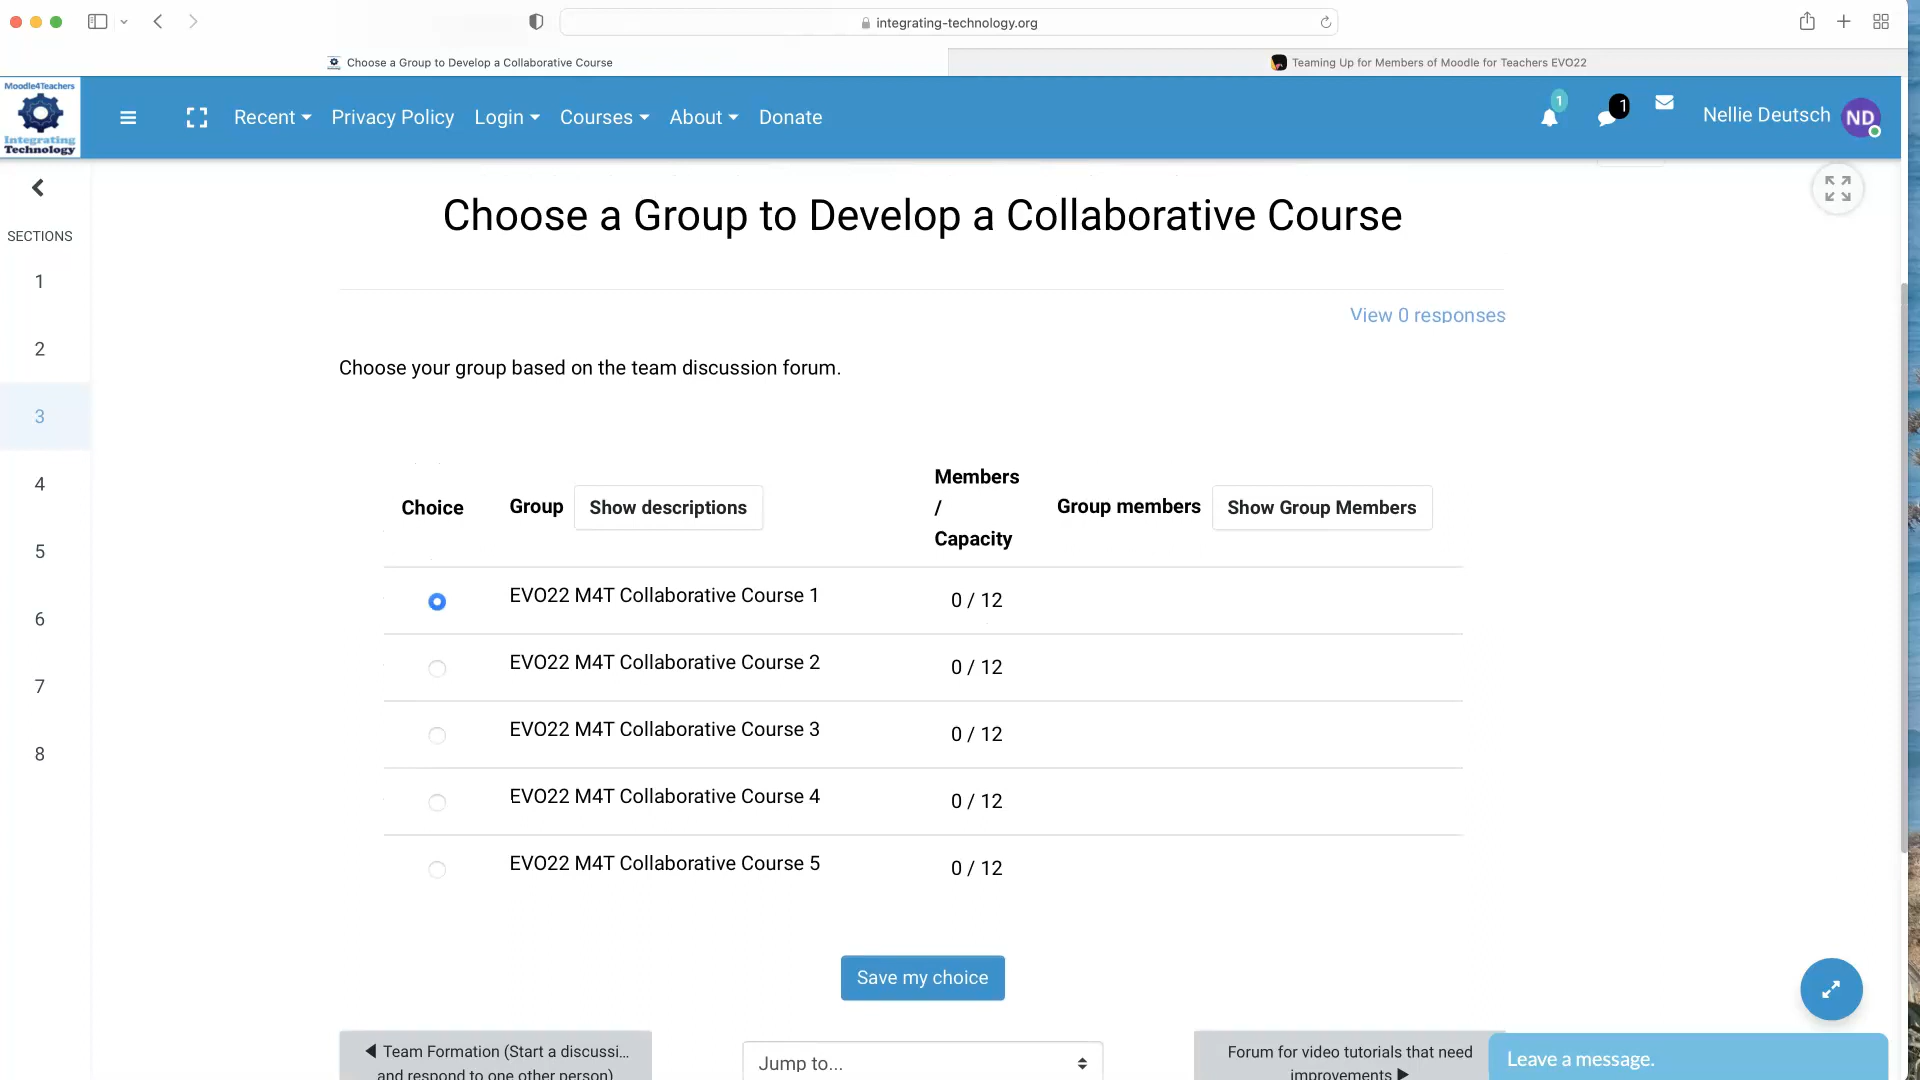 integrating-technology.org
Choose a Group to Develop a Collaborative Course
Teaming Up for Members of Moodle for Teachers EVO22
Moodle4Teachers
Integrating
Technology
Recent
Privacy Policy
Login
Courses
About
Donate
1
1
Nellie Deutsch
ND
SECTIONS
1
2
3
4
5
6
7
8
Choose a Group to Develop a Collaborative Course
View 0 responses
Choose your group based on the team discussion forum.
Choice
Group
Show descriptions
Members
/
Capacity
Group members
Show Group Members
EVO22 M4T Collaborative Course 1
0 / 12
EVO22 M4T Collaborative Course 2
0 / 12
EVO22 M4T Collaborative Course 3
0 / 12
EVO22 M4T Collaborative Course 4
0 / 12
EVO22 M4T Collaborative Course 5
0 / 12
Save my choice
◀ Team Formation (Start a discussi...
and respond to one other person)
Jump to...
Forum for video tutorials that need
improvements ▶
Leave a message.